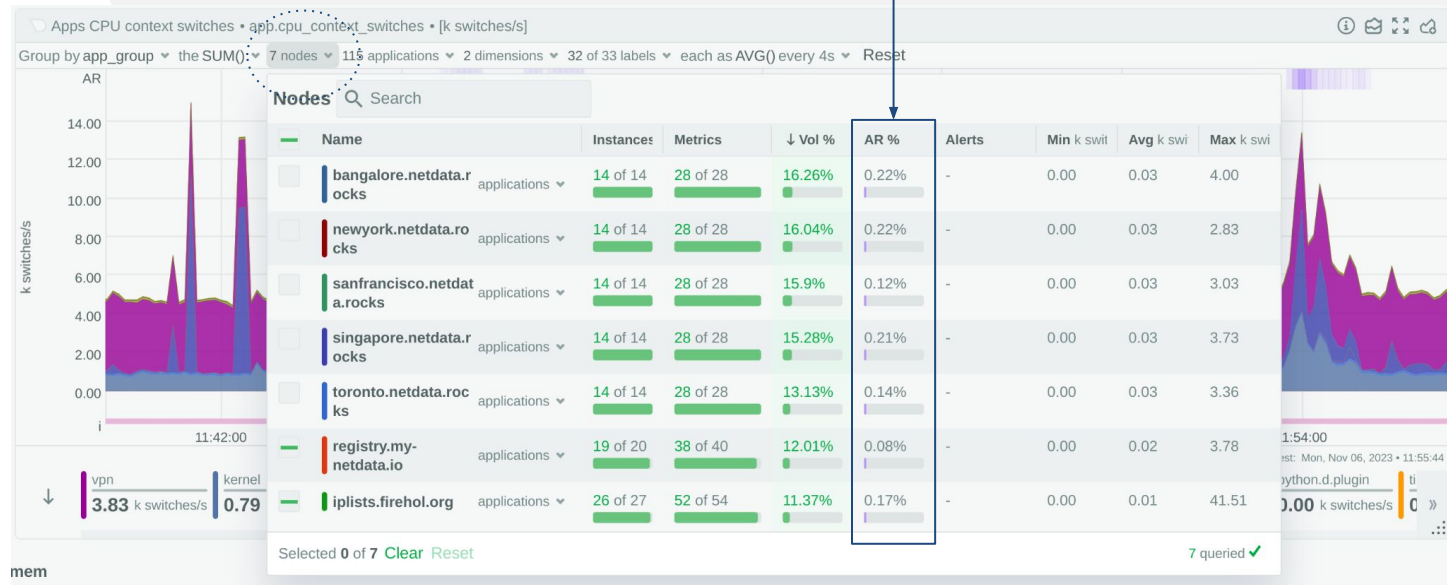 Apps CPU context switches • app.cpu_context_switches • [k switches/s]
Group by app_group the SUM() 7 nodes 115 applications 2 dimensions 32 of 33 labels each as AVG() every 4s Reset
AR
14.00
12.00
10.00
8.00
6.00
4.00
2.00
0.00
i
k switches/s
11:42:00
Nodes Search
Name Instances Metrics ↓ Vol % AR % Alerts Min k swit Avg k swi Max k swi
bangalore.netdata.r
ocks
applications 14 of 14 28 of 28 16.26% 0.22% - 0.00 0.03 4.00
newyork.netdata.ro
cks
applications 14 of 14 28 of 28 16.04% 0.22% - 0.00 0.03 2.83
sanfrancisco.netdat
a.rocks
applications 14 of 14 28 of 28 15.9% 0.12% - 0.00 0.03 3.03
singapore.netdata.r
ocks
applications 14 of 14 28 of 28 15.28% 0.21% - 0.00 0.03 3.73
toronto.netdata.roc
ks
applications 14 of 14 28 of 28 13.13% 0.14% - 0.00 0.03 3.36
registry.my-
netdata.io
applications 19 of 20 38 of 40 12.01% 0.08% - 0.00 0.02 3.78
iplists.firehol.org applications 26 of 27 52 of 54 11.37% 0.17% - 0.00 0.01 41.51
Selected 0 of 7 Clear Reset
7 queried ✓
1:54:00
est: Mon, Nov 06, 2023 • 11:55:44
vpn
3.83 k switches/s
kernel
0.79
python.d.plugin
0.00 k switches/s
ti
0 »
mem